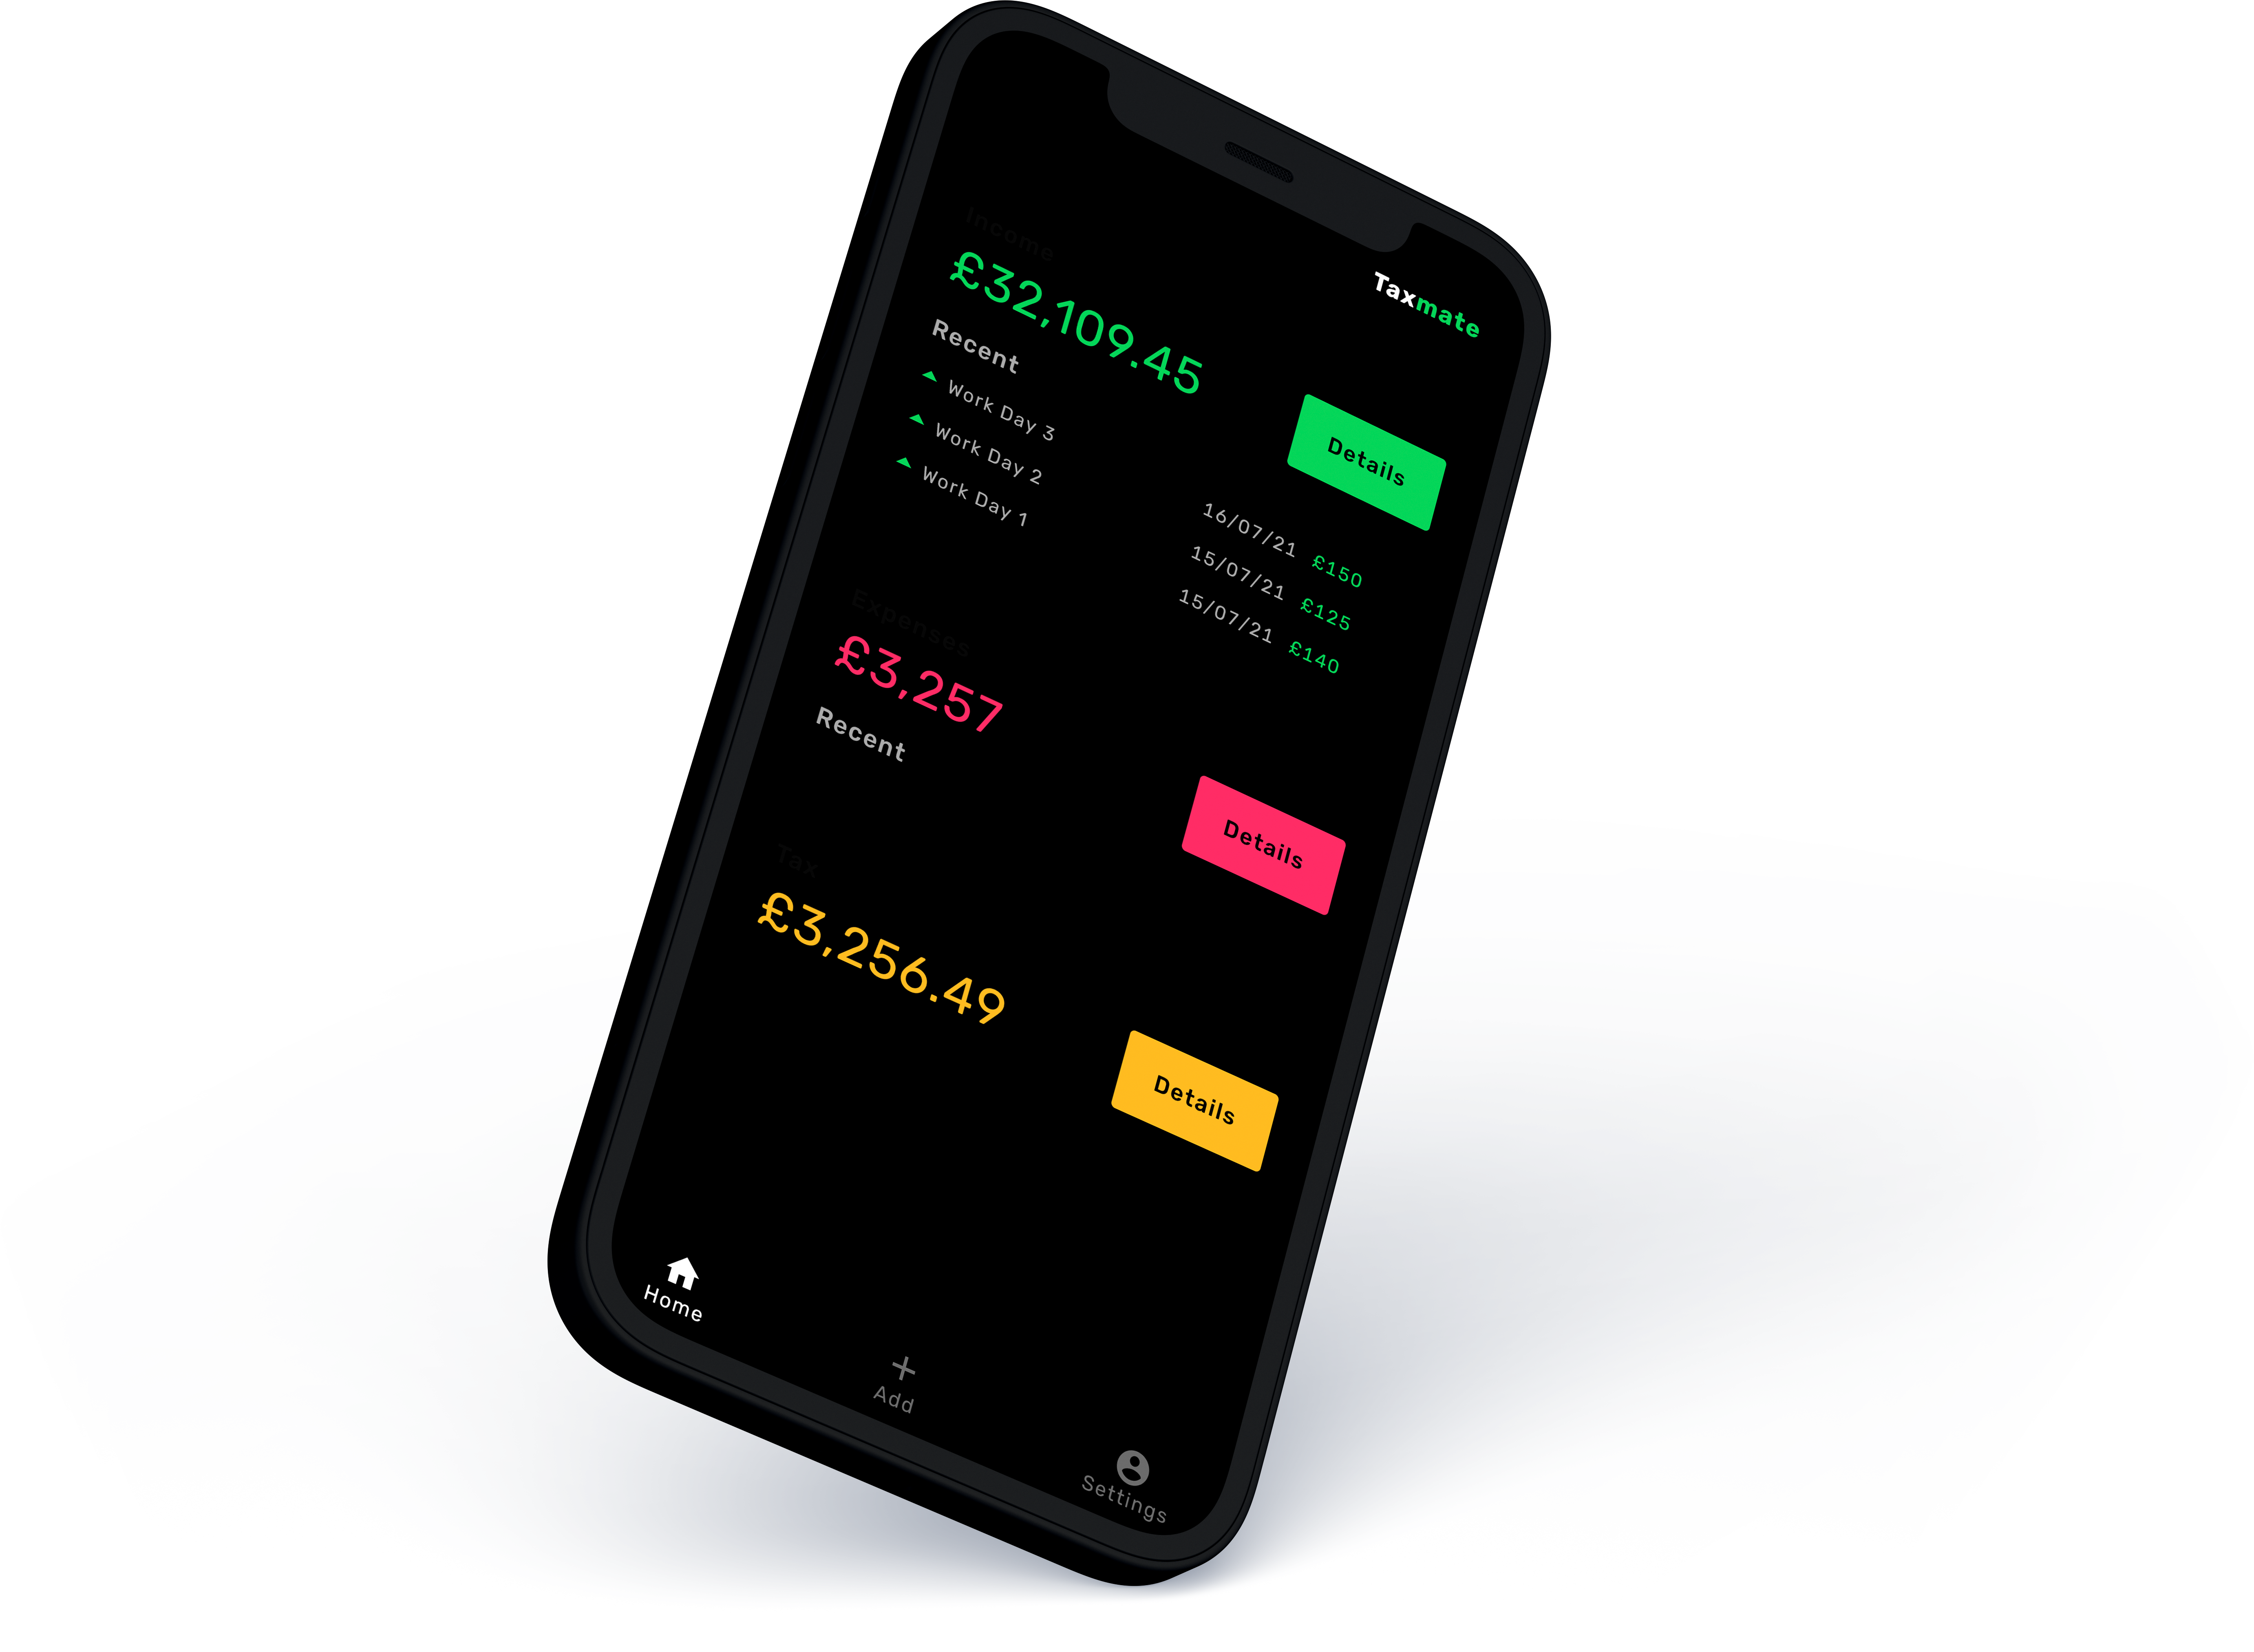 Taxmate
Income
£32,109.45
Details
Recent
Work Day 3 16/07/21 £150
Work Day 2 15/07/21 £125
Work Day 1 15/07/21 £140
Expenses
£3,257
Details
Recent
Tax
£3,256.49
Details
Home
Add
Settings